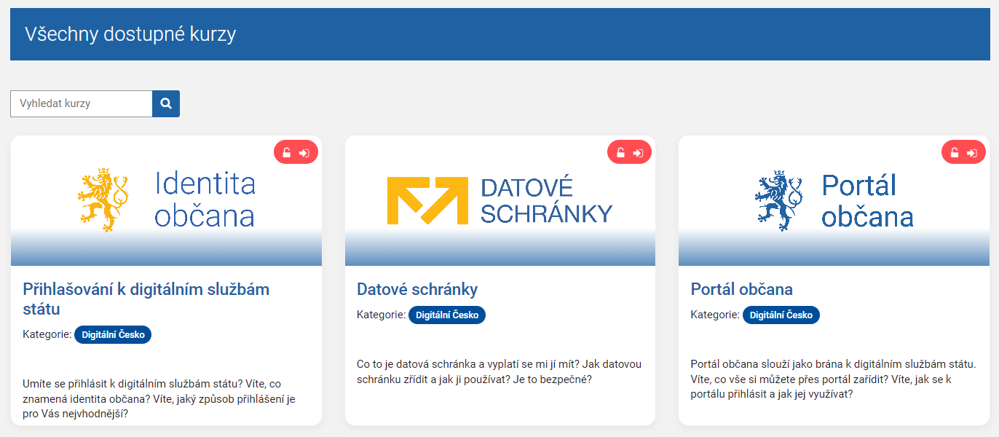 Všechny dostupné kurzy
Vyhledat kurzy
Identita
občana
Přihlašování k digitálním službám
státu
Kategorie: Digitální Česko
Umíte se přihlásit k digitálním službám státu? Víte, co
znamená identita občana? Víte, jaký způsob přihlášení je
pro Vás nejvhodnější?
DATOVÉ
SCHRÁNKY
Datové schránky
Kategorie: Digitální Česko
Co to je datová schránka a vyplatí se mi jí mít? Jak datovou
schránku zřídit a jak ji používat? Je to bezpečné?
Portál
občana
Portál občana
Kategorie: Digitální Česko
Portál občana slouží jako brána k digitálním službám státu.
Víte, co vše si můžete přes portál zařídit? Víte, jak se k
portálu přihlásit a jak jej využívat?